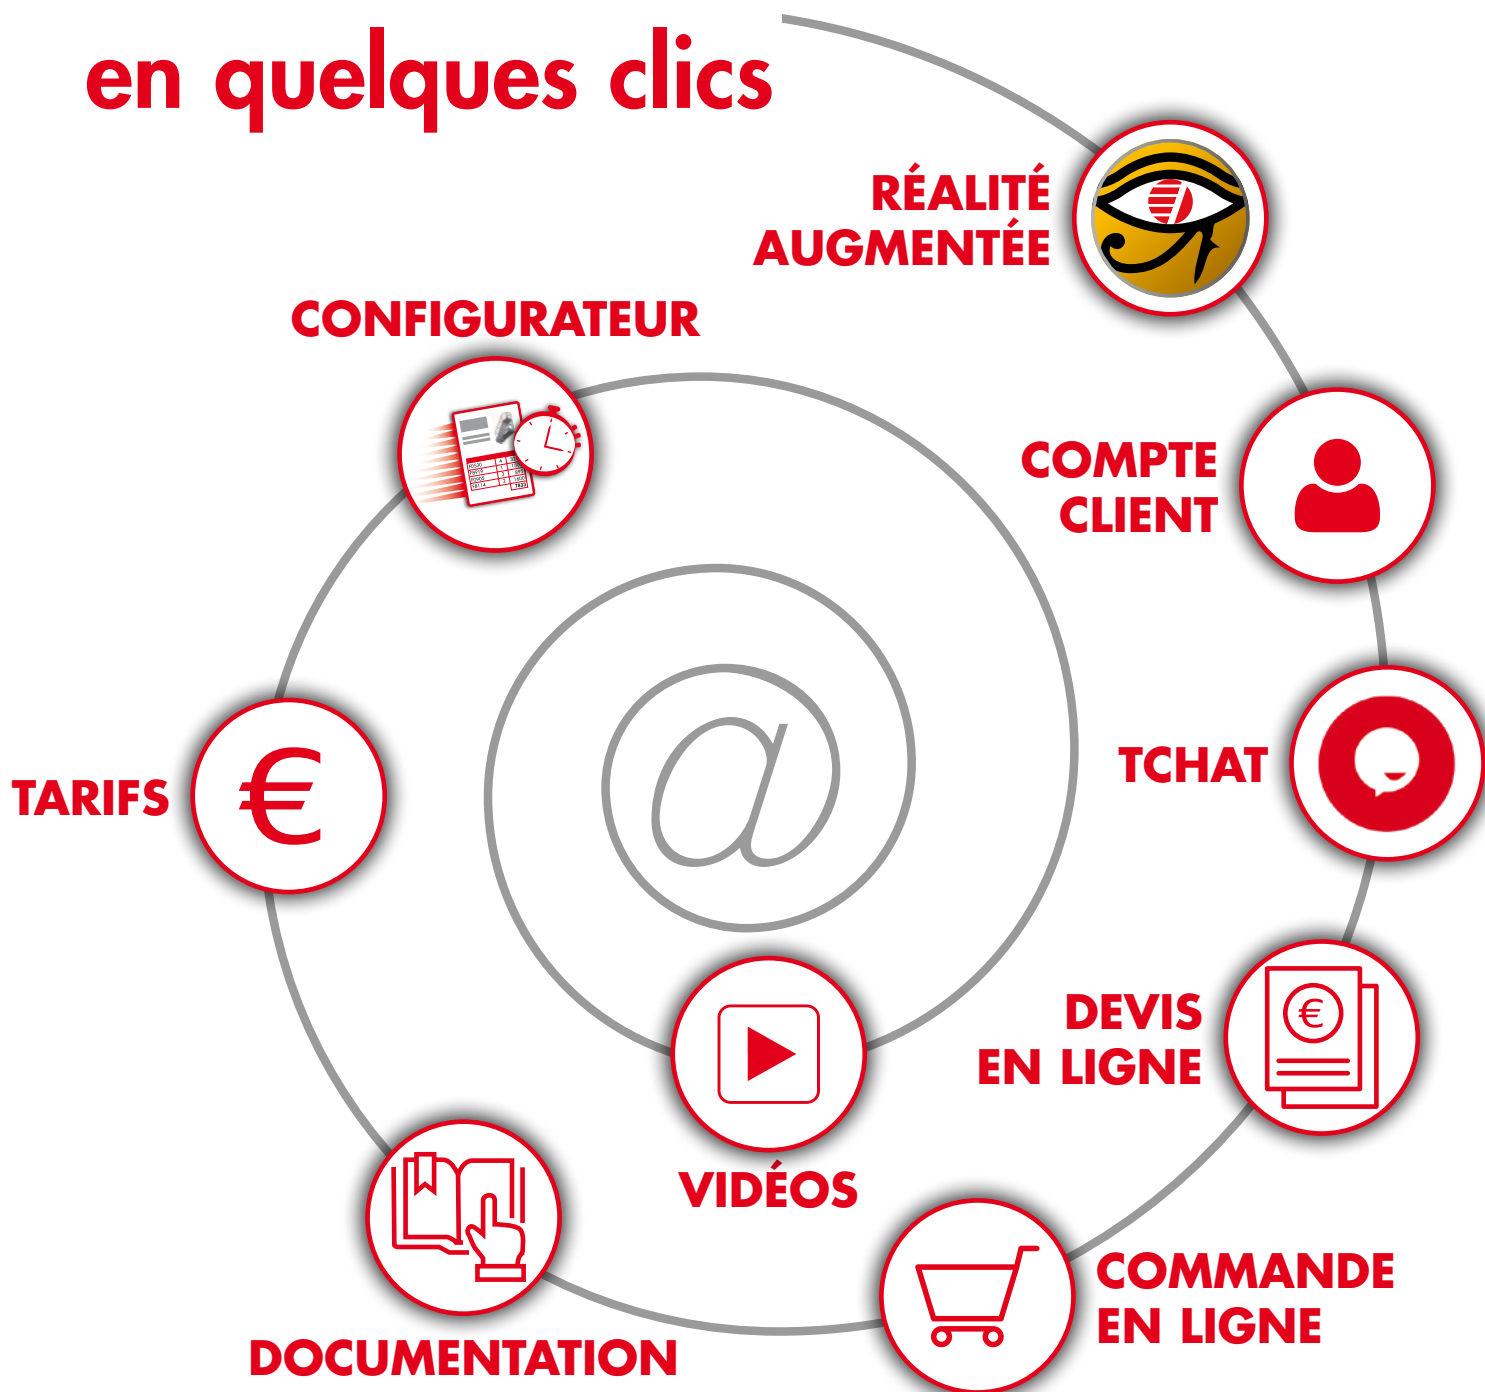 en quelques clics
RÉALITÉ
AUGMENTÉE
CONFIGURATEUR
COMPTE
CLIENT
TCHAT
TARIFS
€
@
DEVIS
EN LIGNE
€
VIDÉOS
COMMANDE
EN LIGNE
DOCUMENTATION